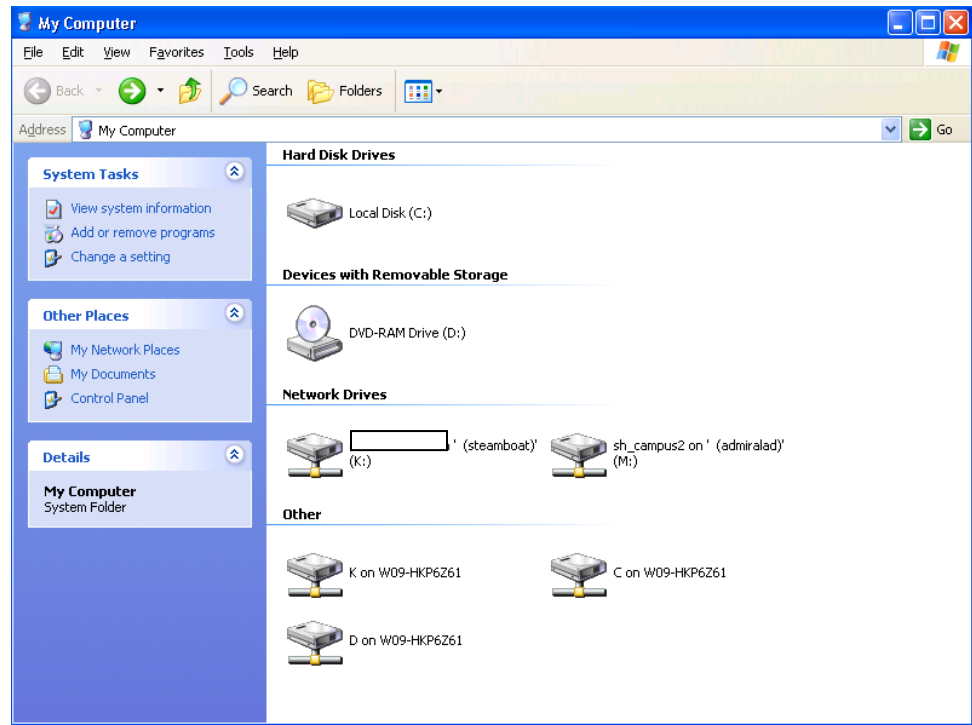 My Computer
File Edit View Favorites Tools Help
Back Search Folders
Address My Computer Go
System Tasks
View system information
Add or remove programs
Change a setting
Other Places
My Network Places
My Documents
Control Panel
Details
My Computer
System Folder
Hard Disk Drives
Local Disk (C:)
Devices with Removable Storage
DVD-RAM Drive (D:)
Network Drives
' (steamboat)'
(K:)
sh_campus2 on ' (admiralad)'
(M:)
Other
K on W09-HKP6Z61
C on W09-HKP6Z61
D on W09-HKP6Z61